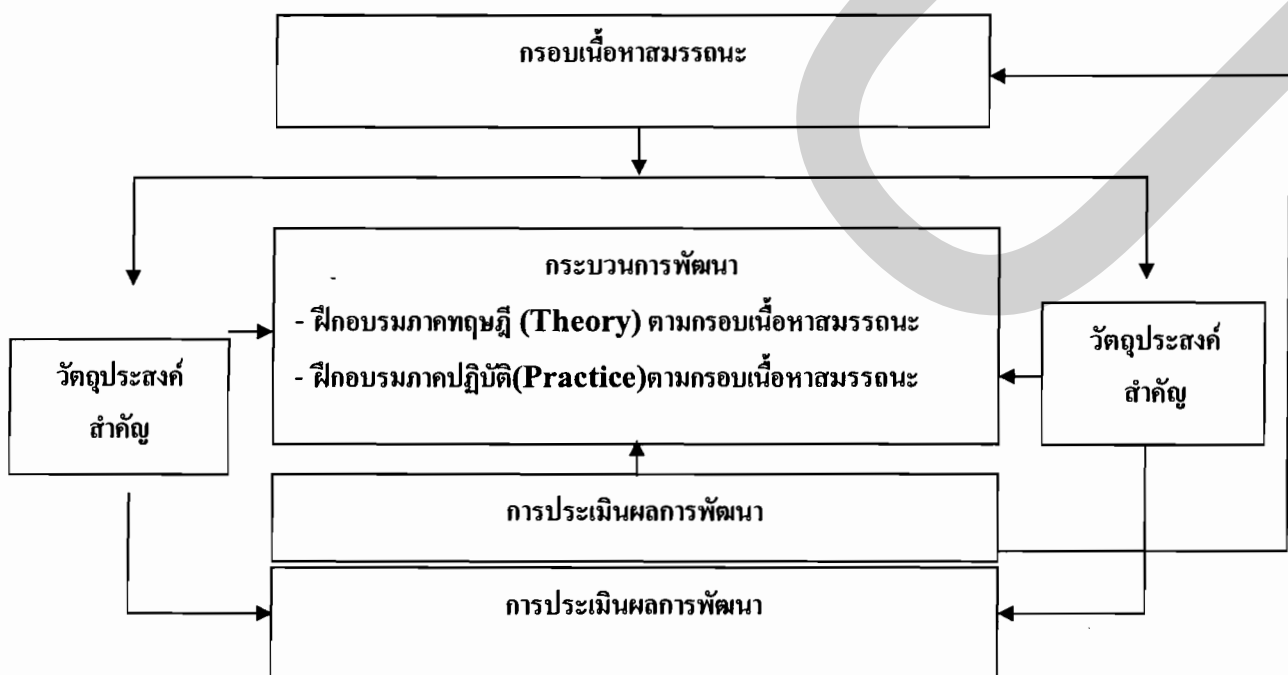 กรอบเนื้อหาสมรรถนะ
กระบวนการพัฒนา
- ฝึกอบรมภาคทฤษฎี (Theory) ตามกรอบเนื้อหาสมรรถนะ
- ฝึกอบรมภาคปฏิบัติ(Practice)ตามกรอบเนื้อหาสมรรถนะ
วัตถุประสงค์
สำคัญ
วัตถุประสงค์
สำคัญ
การประเมินผลการพัฒนา
การประเมินผลการพัฒนา